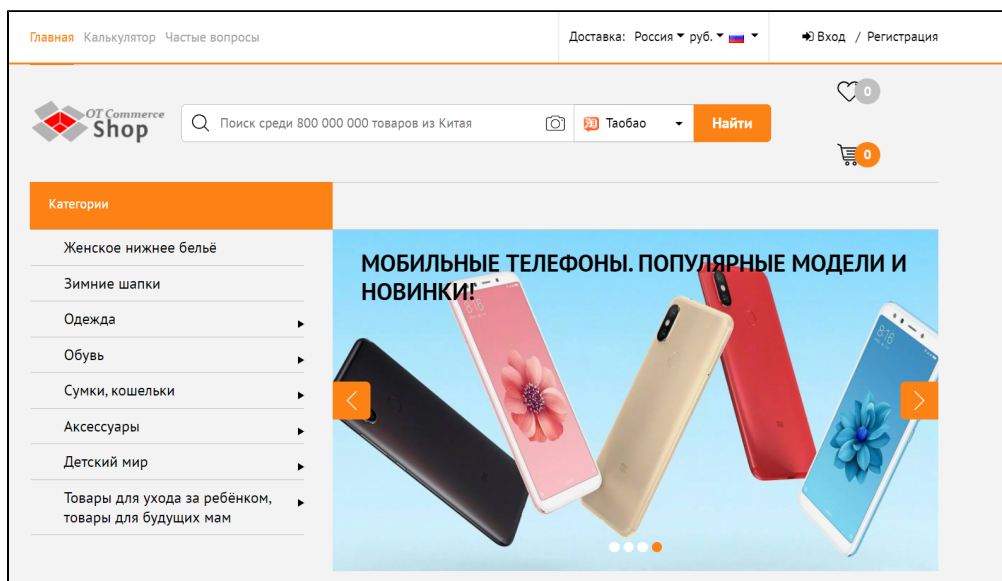 Главная Калькулятор Частые вопросы
Доставка: Россия руб.
Вход / Регистрация
0
OT Commerce
Shop
Поиск среди 800 000 000 товаров из Китая
Таобао
Найти
0
Категории
Женское нижнее бельё
Зимние шапки
Одежда
Обувь
Сумки, кошельки
Аксессуары
Детский мир
Товары для ухода за ребёнком,
товары для будущих мам
МОБИЛЬНЫЕ ТЕЛЕФОНЫ. ПОПУЛЯРНЫЕ МОДЕЛИ И
НОВИНКИ!